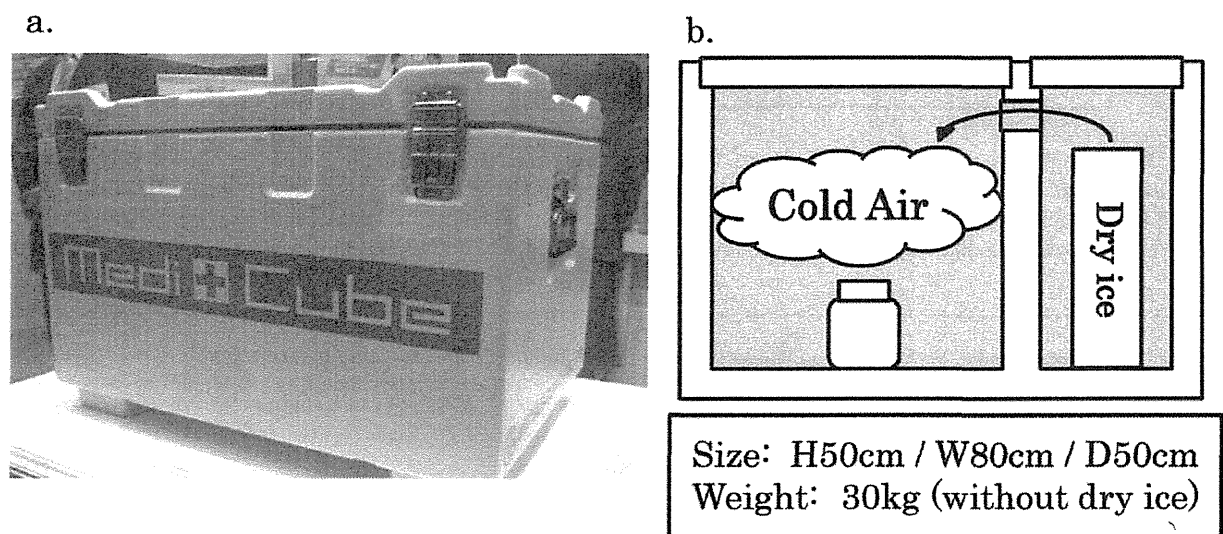 a.
Medi Cube
b.
Cold Air
Dry ice
Size: H50cm / W80cm / D50cm
Weight: 30kg (without dry ice)